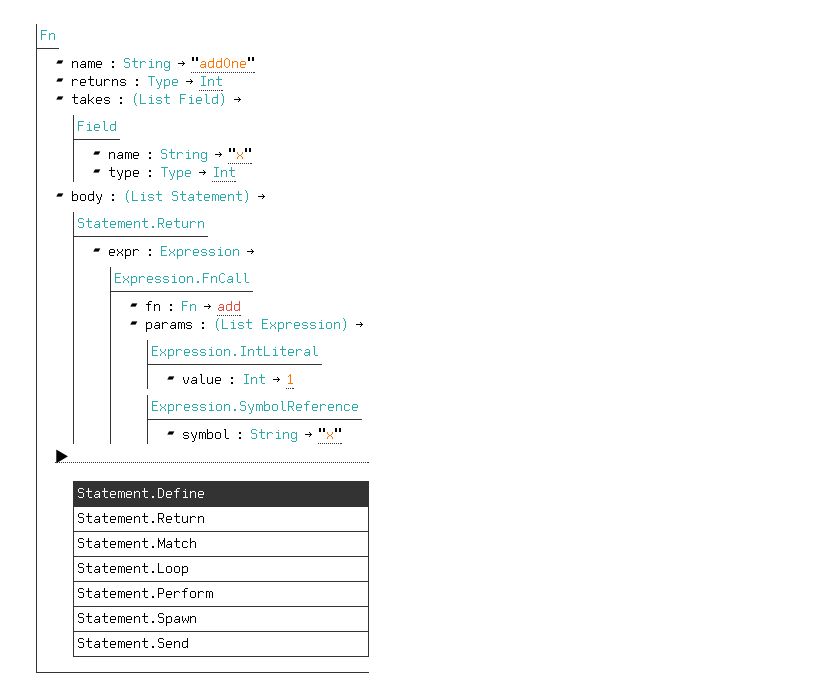 Fn
name : String → "addOne"
returns : Type → Int
takes : (List Field) →
Field
name : String → "x"
type : Type → Int
body : (List Statement) →
Statement.Return
expr : Expression →
Expression.FnCall
fn : Fn → add
params : (List Expression) →
Expression.IntLiteral
value : Int → 1
Expression.SymbolReference
symbol : String → "x"
Statement.Define
Statement.Return
Statement.Match
Statement.Loop
Statement.Perform
Statement.Spawn
Statement.Send